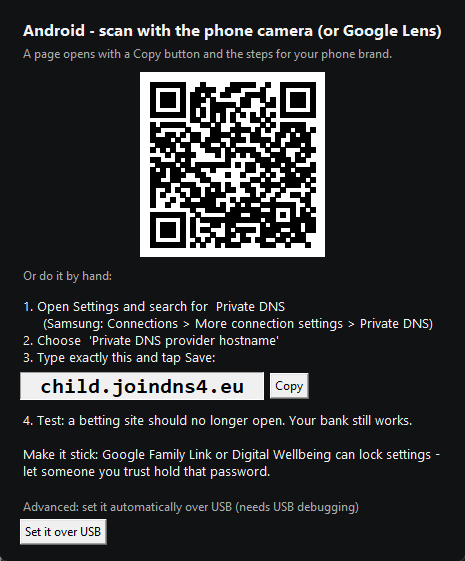 Android - scan with the phone camera (or Google Lens)
A page opens with a Copy button and the steps for your phone brand.
Or do it by hand:
1. Open Settings and search for  Private DNS
(Samsung: Connections > More connection settings > Private DNS)
2. Choose  'Private DNS provider hostname'
3. Type exactly this and tap Save:
child.joindns4.eu
Copy
4. Test: a betting site should no longer open. Your bank still works.
Make it stick: Google Family Link or Digital Wellbeing can lock settings -
let someone you trust hold that password.
Advanced: set it automatically over USB (needs USB debugging)
Set it over USB